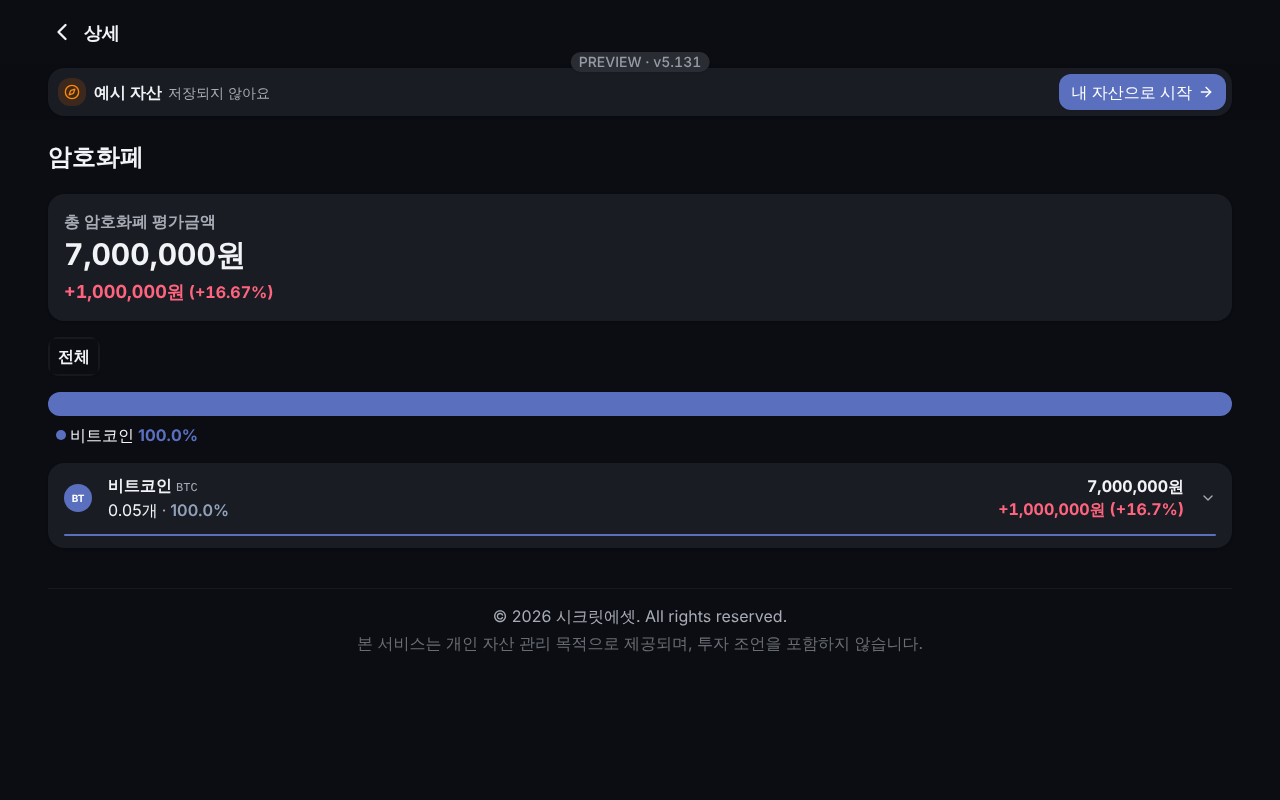 상세
PREVIEW · v5.131
예시 자산 저장되지 않아요
내 자산으로 시작 →
암호화폐
총 암호화폐 평가금액
7,000,000원
+1,000,000원 (+16.67%)
전체
비트코인 100.0%
BT
비트코인 BTC
0.05개 · 100.0%
7,000,000원
+1,000,000원 (+16.7%)
© 2026 시크릿에셋. All rights reserved.
본 서비스는 개인 자산 관리 목적으로 제공되며, 투자 조언을 포함하지 않습니다.